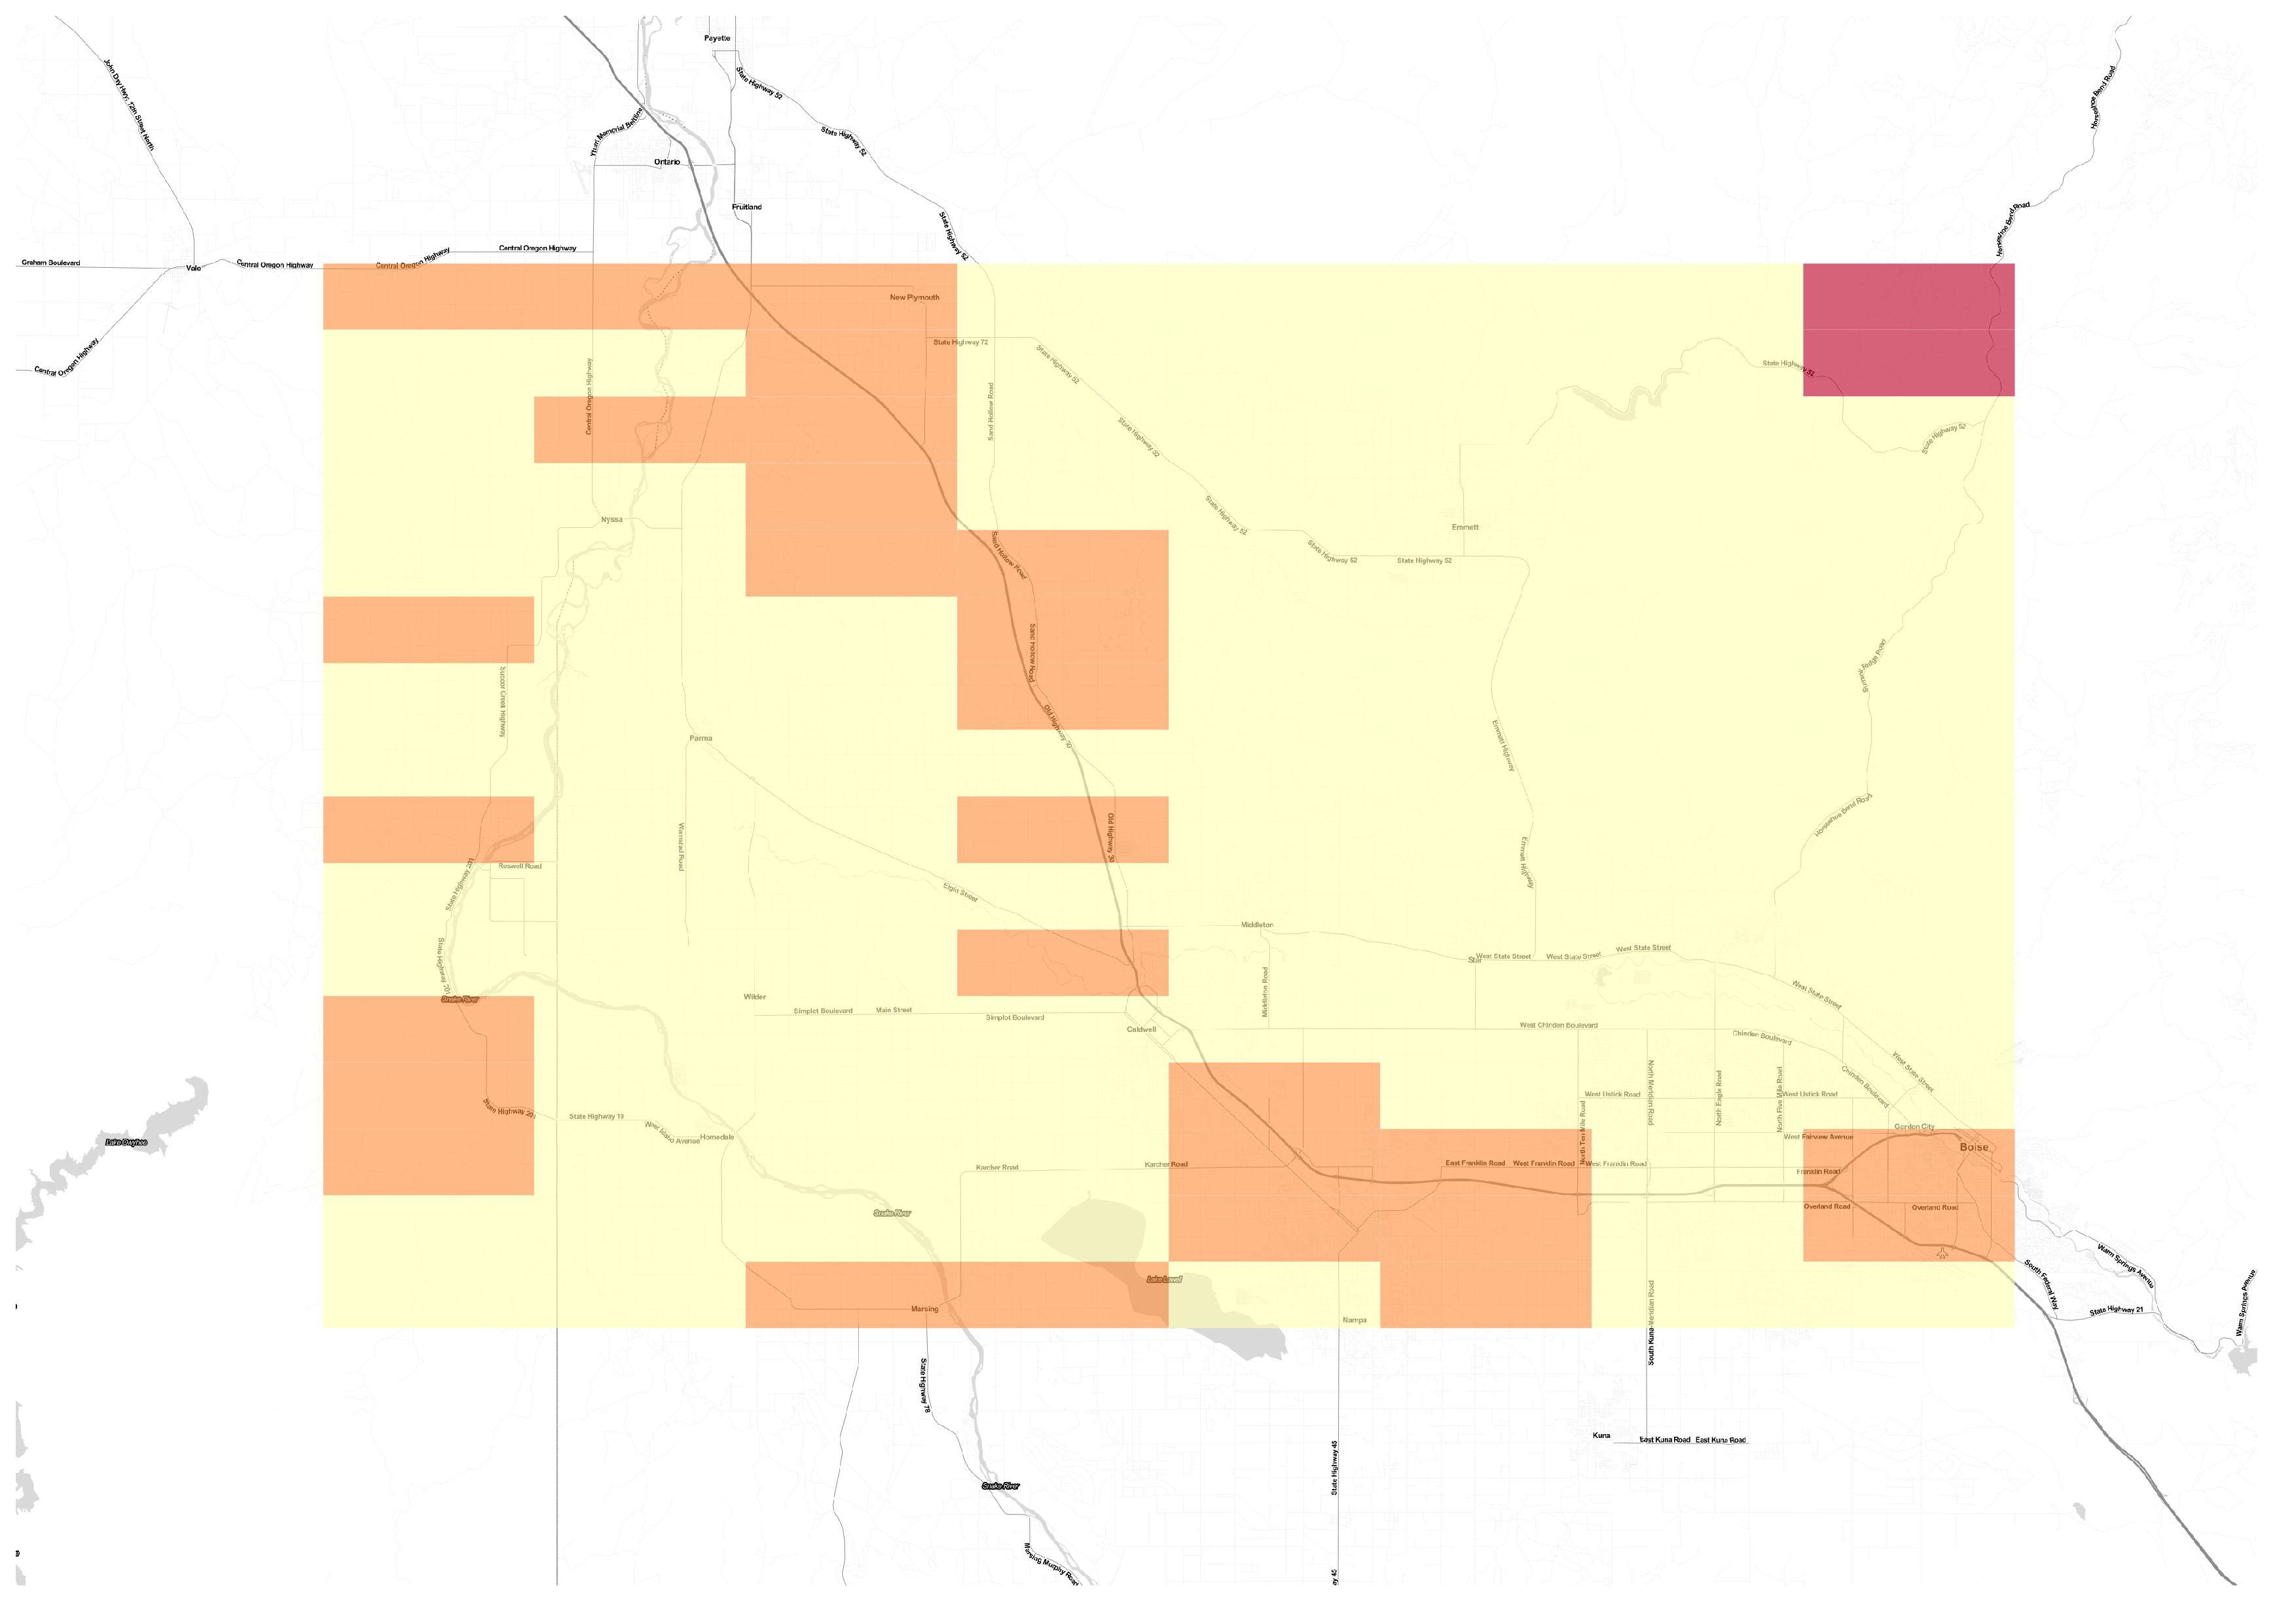 Payette
State Highway 52
John Day Hwy; 12th Street North
State Highway 52
Horseshoe Bend Road
Ontario
Fruitland
State Highway 52
Horseshoe Bend Road
Central Oregon Highway
Central Oregon Highway
Graham Boulevard
Vale
Central Oregon Highway
Central Oregon Highway
New Plymouth
State Highway 72
State Highway 52
Central Oregon Highway
State Highway 52
Sand Hollow Road
State Highway 52
State Highway 52
Nyssa
State Highway 52
Emmett
Sand Hollow Road
State Highway 52
State Highway 52
Sand Hollow Road
Succor Creek Highway
Old Highway 30
Parma
Emmett Highway
Horseshoe Bend Road
Wamstad Road
Old Highway 30
Emmett Highway
Roswell Road
State Highway 201
Elgin Street
Middleton
State Highway 201
West State Street
West State Street
West State Street
Star
Snake River
Wilder
Middleton Road
West State Street
Simplot Boulevard
Main Street
Simplot Boulevard
Caldwell
West Chinden Boulevard
Chinden Boulevard
West State Street
Chinden Boulevard
North Meridian Road
North Eagle Road
North Five Mile Road
West Ustick Road
West Ustick Road
North Ten Mile Road
State Highway 201
State Highway 19
West Idaho Avenue
Homedale
Lake Owyhee
Garden City
West Fairview Avenue
Boise
Karcher Road
Karcher Road
East Franklin Road
West Franklin Road
West Franklin Road
Franklin Road
Snake River
Overland Road
Overland Road
Lake Lowell
Warm Springs Avenue
South Federal Way
State Highway 21
Warm Springs Avenue
Marsing
Nampa
South Kuna Meridian Road
State Highway 78
Kuna
East Kuna Road
East Kuna Road
State Highway 45
Snake River
Marsing Murphy Road
ay 45